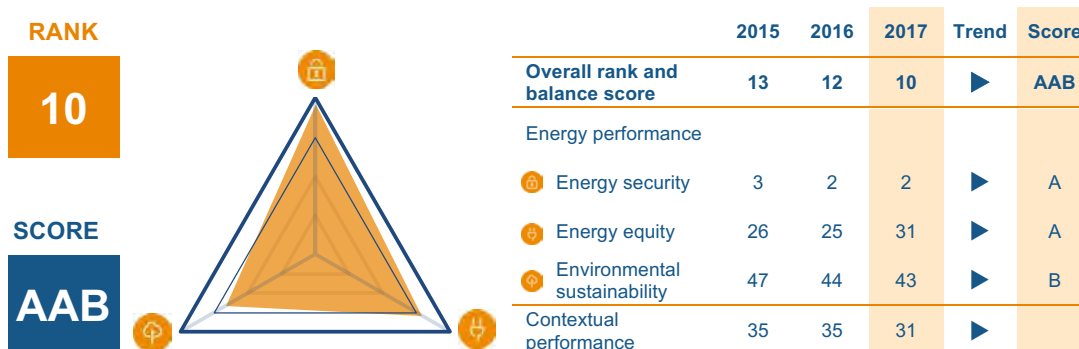 RANK
10
SCORE
AAB
2015 2016 2017 Trend Score
Overall rank and
balance score 13 12 10 AAB
Energy performance
Energy security 3 2 2 A
Energy equity 26 25 31 A
Environmental
sustainability 47 44 43 B
Contextual
performance 35 35 31